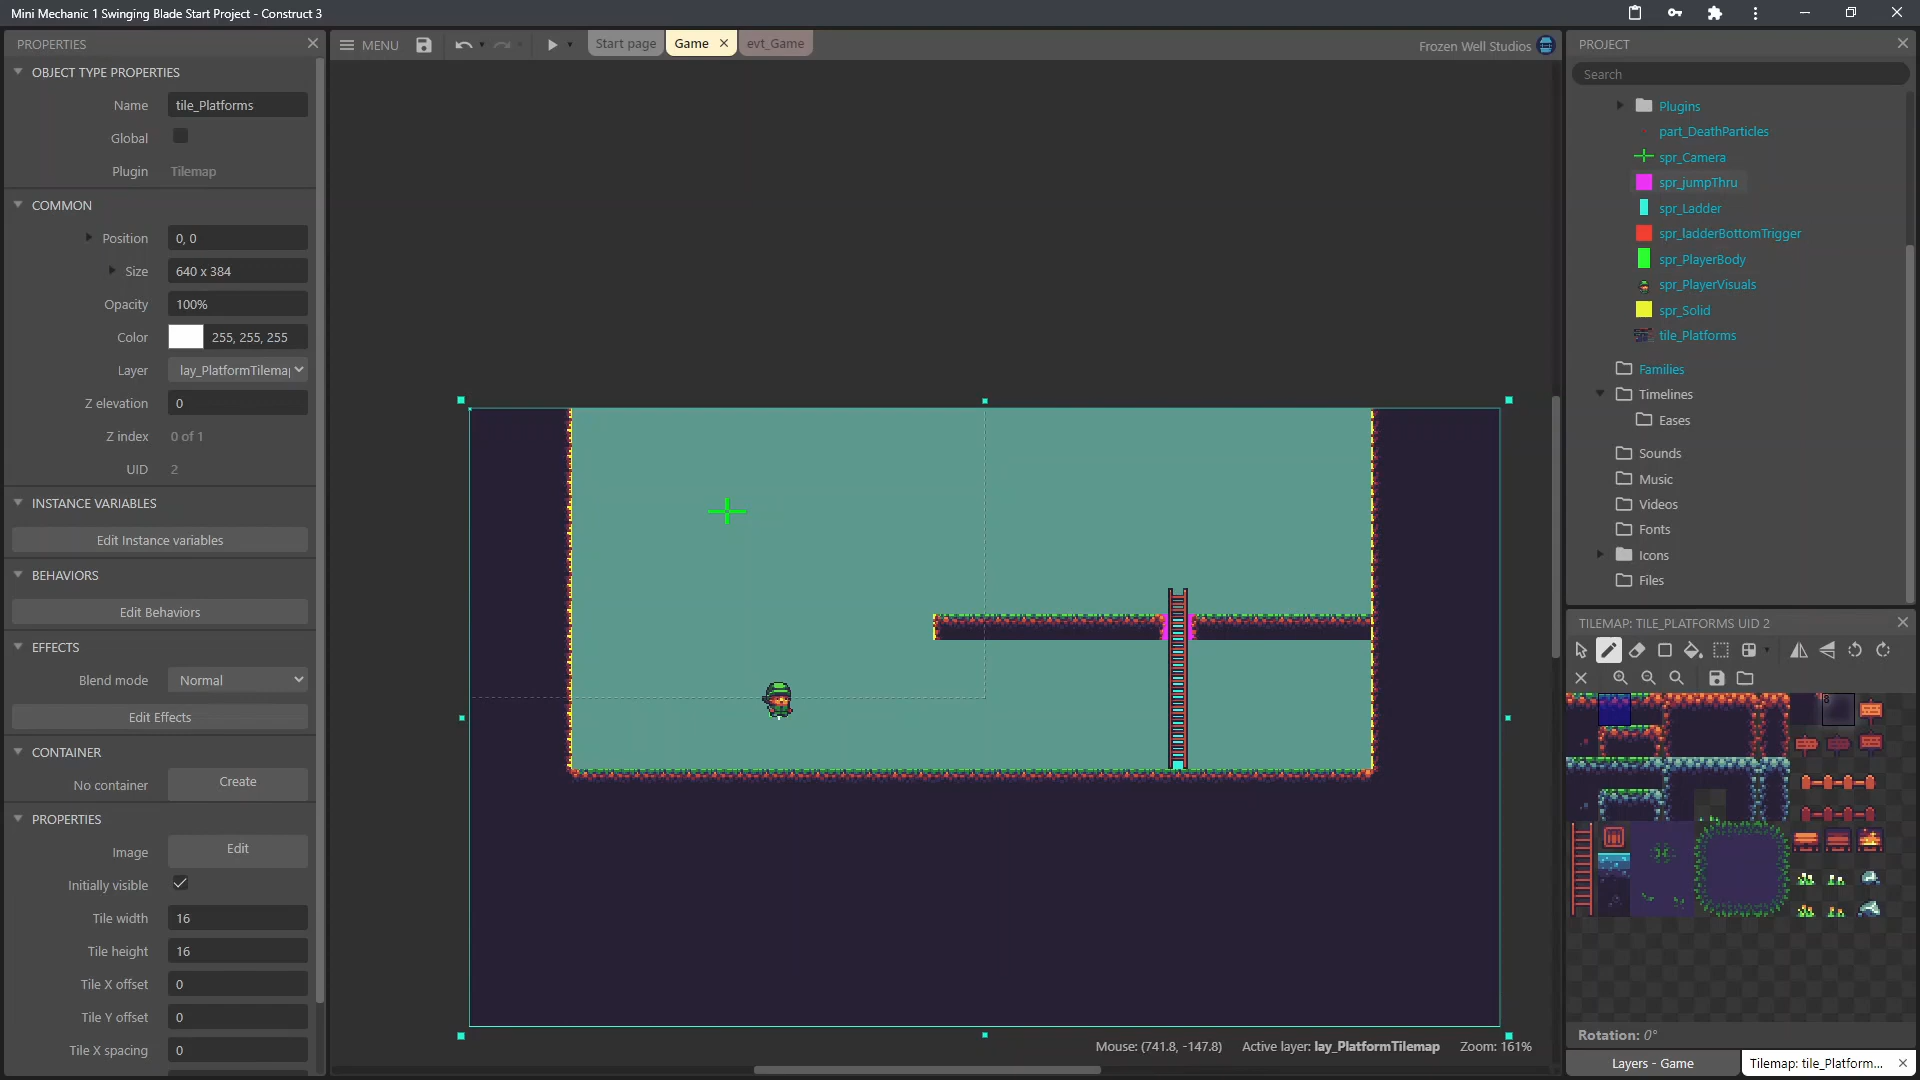 Mini Mechanic 1 Swinging Blade Start Project - Construct 3
PROPERTIES
OBJECT TYPE PROPERTIES
Name tile_Platforms
Global
Plugin Tilemap
COMMON
Position 0, 0
Size 640 x 384
Opacity 100%
Color 255, 255, 255
Layer lay_PlatformTilema
Z elevation 0
Z index 0 of 1
UID 2
INSTANCE VARIABLES
Edit Instance variables
BEHAVIORS
Edit Behaviors
EFFECTS
Blend mode Normal
Edit Effects
CONTAINER
No container Create
PROPERTIES
Image Edit
Initially visible
Tile width 16
Tile height 16
Tile X offset 0
Tile Y offset 0
Tile X spacing 0
MENU
Start page
Game
evt_Game
Frozen Well Studios
Mouse: (741.8, -147.8) Active layer: lay_PlatformTilemap Zoom: 161%
PROJECT
Search
Plugins
part_DeathParticles
spr_Camera
spr_jumpThru
spr_Ladder
spr_ladderBottomTrigger
spr_PlayerBody
spr_PlayerVisuals
spr_Solid
tile_Platforms
Families
Timelines
Eases
Sounds
Music
Videos
Fonts
Icons
Files
TILEMAP: TILE_PLATFORMS UID 2
8
Rotation: 0°
Layers - Game
Tilemap: tile_Platform...